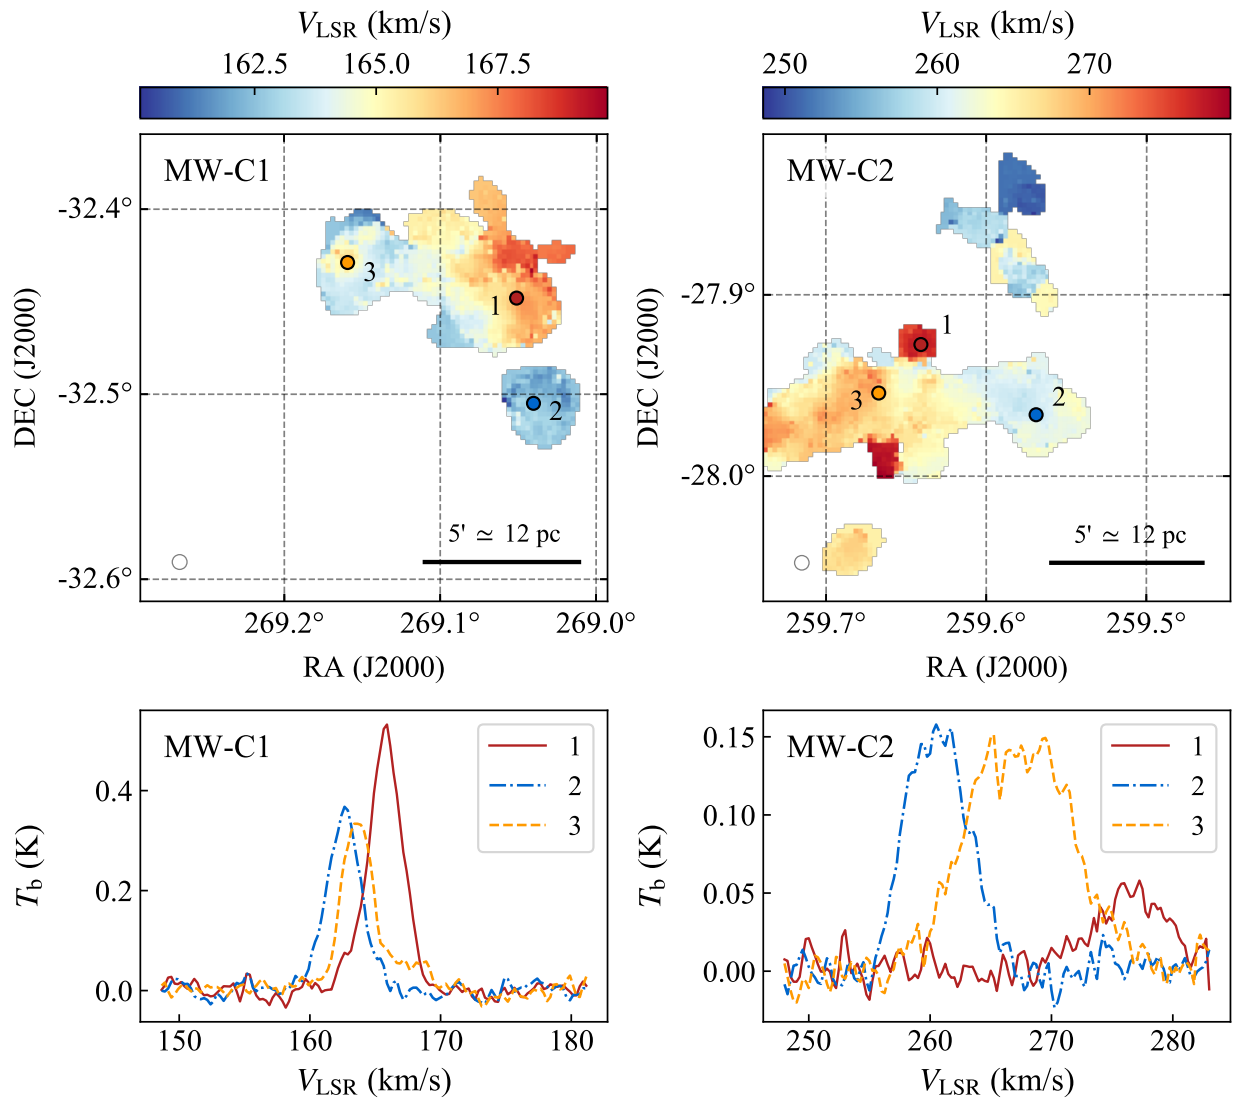 V_LSR (km/s)
162.5 165.0 167.5
MW-C1
-32.4°
-32.5°
-32.6°
DEC (J2000)
3
1
2
5' ≃ 12 pc
269.2° 269.1° 269.0°
RA (J2000)
V_LSR (km/s)
250 260 270
MW-C2
-27.9°
-28.0°
DEC (J2000)
1
3
2
5' ≃ 12 pc
259.7° 259.6° 259.5°
RA (J2000)
MW-C1
1
2
3
0.4
0.2
0.0
T_b (K)
150 160 170 180
V_LSR (km/s)
MW-C2
1
2
3
0.15
0.10
0.05
0.00
T_b (K)
250 260 270 280
V_LSR (km/s)